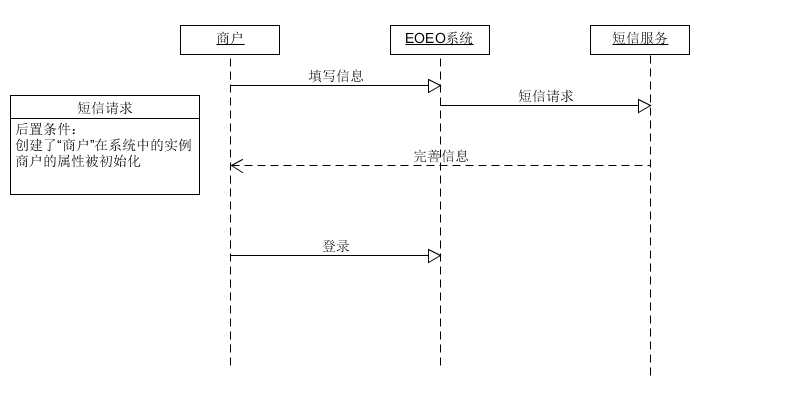 商户
EOEO系统
短信服务
填写信息
短信请求
短信请求
后置条件：
创建了“商户”在系统中的实例
商户的属性被初始化
完善信息
登录